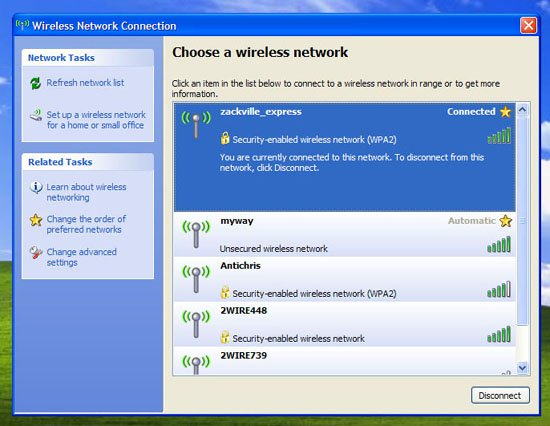 Wireless Network Connection
Network Tasks
Refresh network list
Set up a wireless network
for a home or small office
Related Tasks
Learn about wireless
networking
Change the order of
preferred networks
Change advanced
settings
Choose a wireless network
Click an item in the list below to connect to a wireless network in range or to get more
information.
zackville_express Connected
Security-enabled wireless network (WPA2)
You are currently connected to this network. To disconnect from this
network, click Disconnect.
myway Automatic
Unsecured wireless network
Antichris
Security-enabled wireless network (WPA2)
2WIRE448
Security-enabled wireless network
2WIRE739
Disconnect